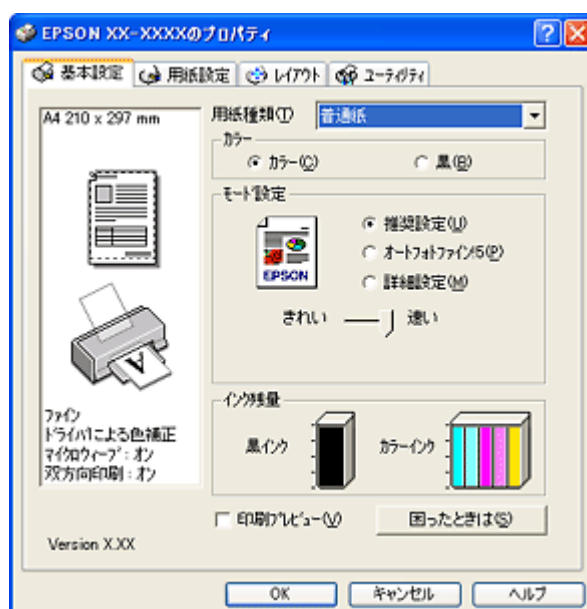 EPSON XX-XXXXのプロパティ
基本設定 用紙設定 レイアウト ユーティリティ
A4 210 x 297 mm
用紙種類(T) 普通紙
カラー
カラー(C) 黒(B)
モード設定
推奨設定(U)
オートフォトファイン!5(P)
詳細設定(M)
EPSON
きれい 速い
A
ファイン
ドライバによる色補正
マイクロウィーブ:オン
双方向印刷:オン
インク残量
黒インク カラーインク
印刷プレビュー(V) 困ったときは(S)
Version X.XX
OK キャンセル ヘルプ